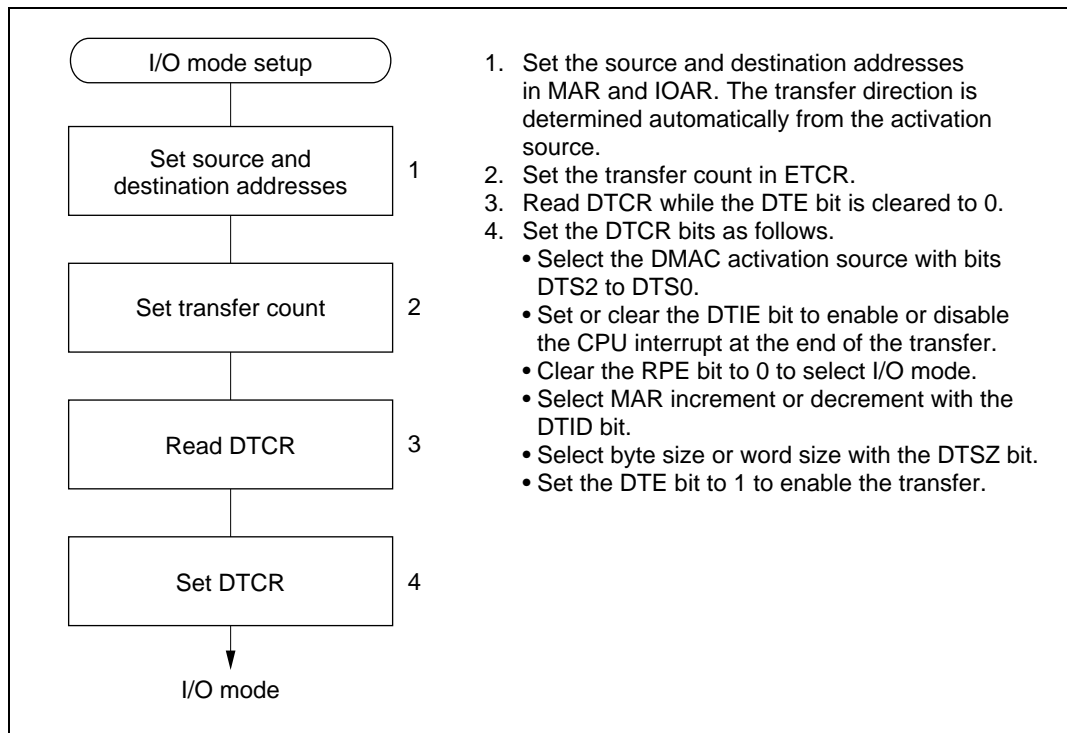 I/O mode setup
Set source and
destination addresses
1
Set transfer count
2
Read DTCR
3
Set DTCR
4
I/O mode
1. Set the source and destination addresses
in MAR and IOAR. The transfer direction is
determined automatically from the activation
source.
2. Set the transfer count in ETCR.
3. Read DTCR while the DTE bit is cleared to 0.
4. Set the DTCR bits as follows.
• Select the DMAC activation source with bits
DTS2 to DTS0.
• Set or clear the DTIE bit to enable or disable
the CPU interrupt at the end of the transfer.
• Clear the RPE bit to 0 to select I/O mode.
• Select MAR increment or decrement with the
DTID bit.
• Select byte size or word size with the DTSZ bit.
• Set the DTE bit to 1 to enable the transfer.